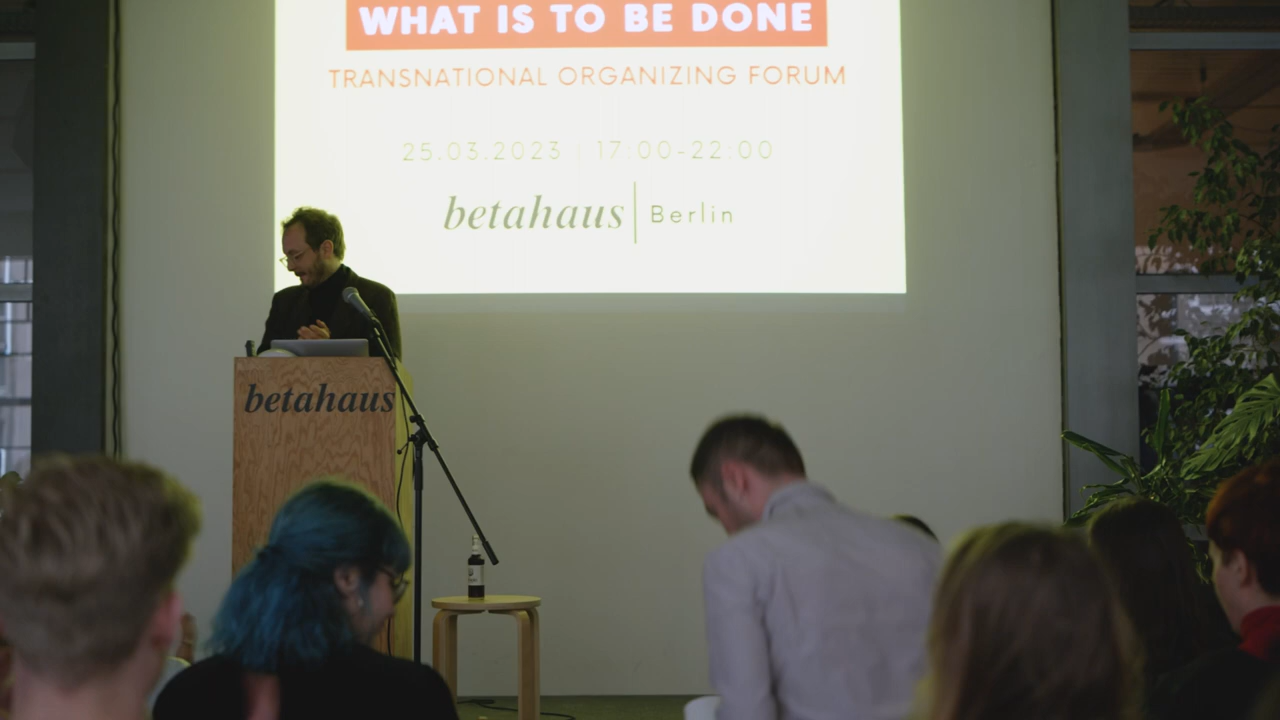 WHAT IS TO BE DONE
TRANSNATIONAL ORGANIZING FORUM
25.03.2023 | 17:00-22:00
betahaus | Berlin
betahaus